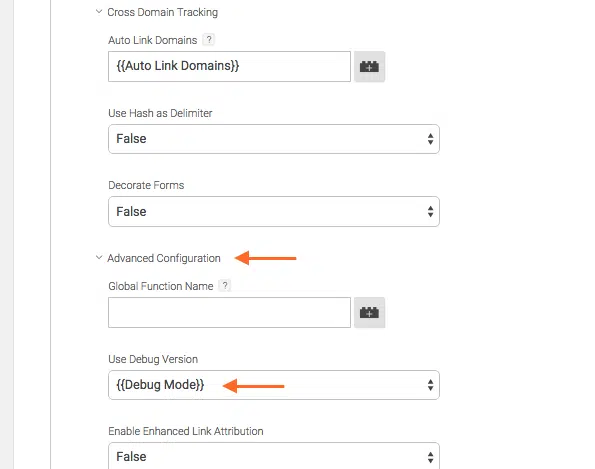 Cross Domain Tracking
Auto Link Domains ?
{{Auto Link Domains}}
Use Hash as Delimiter
False
Decorate Forms
False
Advanced Configuration
Global Function Name ?
Use Debug Version
{{Debug Mode}}
Enable Enhanced Link Attribution
False